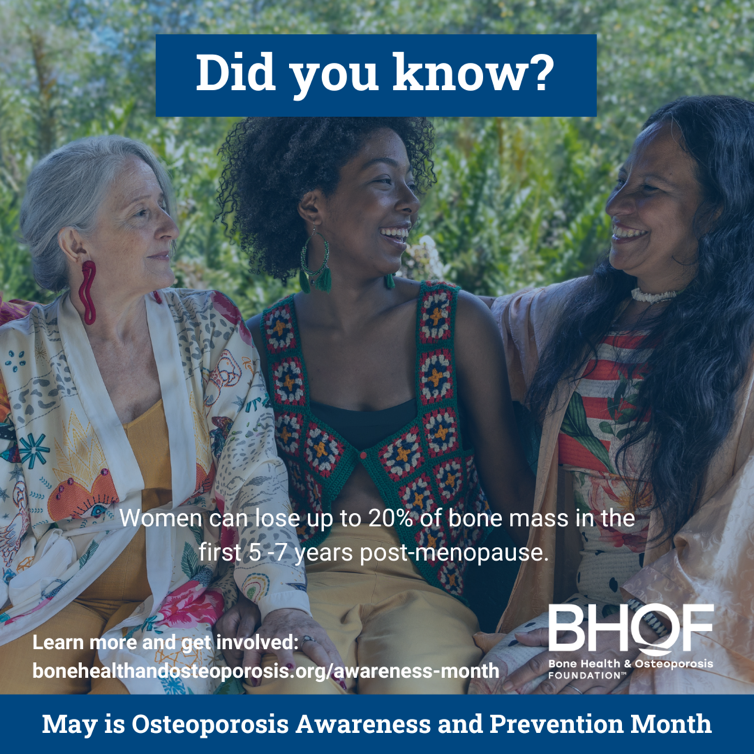 Did you know?
Women can lose up to 20% of bone mass in the
first 5 -7 years post-menopause.
Learn more and get involved:
bonehealthandosteoporosis.org/awareness-month
BHOF
Bone Health & Osteoporosis
FOUNDATION™
May is Osteoporosis Awareness and Prevention Month